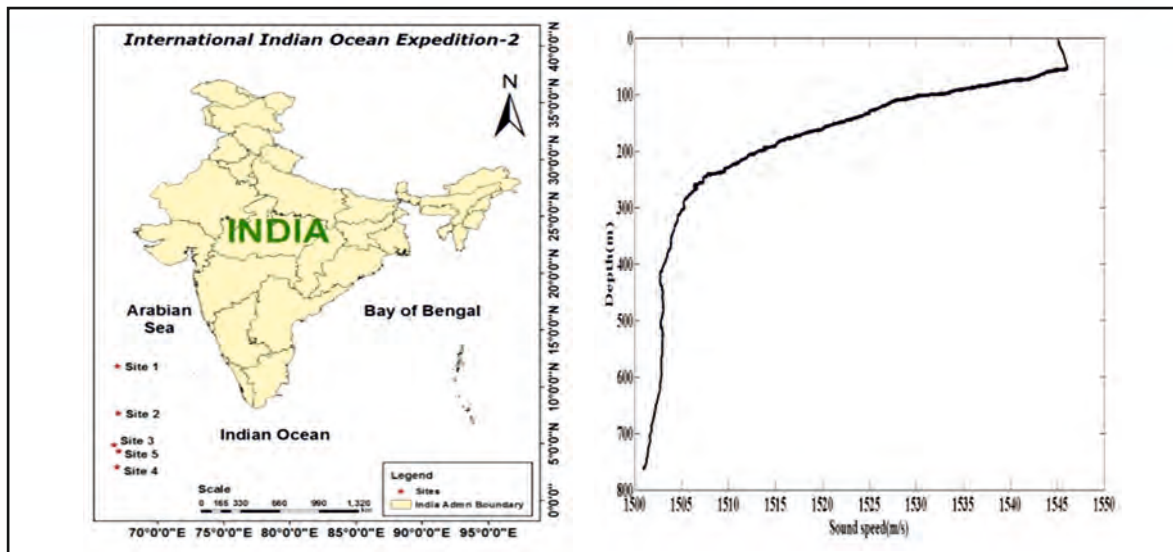 International Indian Ocean Expedition-2
N
INDIA
Arabian
Sea
Bay of Bengal
Site 1
Site 2
Site 3
Site 5
Site 4
Indian Ocean
Legend
Sites
India Admn Boundary
Scale
0 165 330 660 990 1,320
70°0'0"E 75°0'0"E 80°0'0"E 85°0'0"E 90°0'0"E 95°0'0"E
40°0'0"N
35°0'0"N
30°0'0"N
25°0'0"N
20°0'0"N
15°0'0"N
10°0'0"N
5°0'0"N
0°0'0"
0
100
200
300
400
500
600
700
800
Depth(m)
1500 1505 1510 1515 1520 1525 1530 1535 1540 1545 1550
Sound speed(m/s)